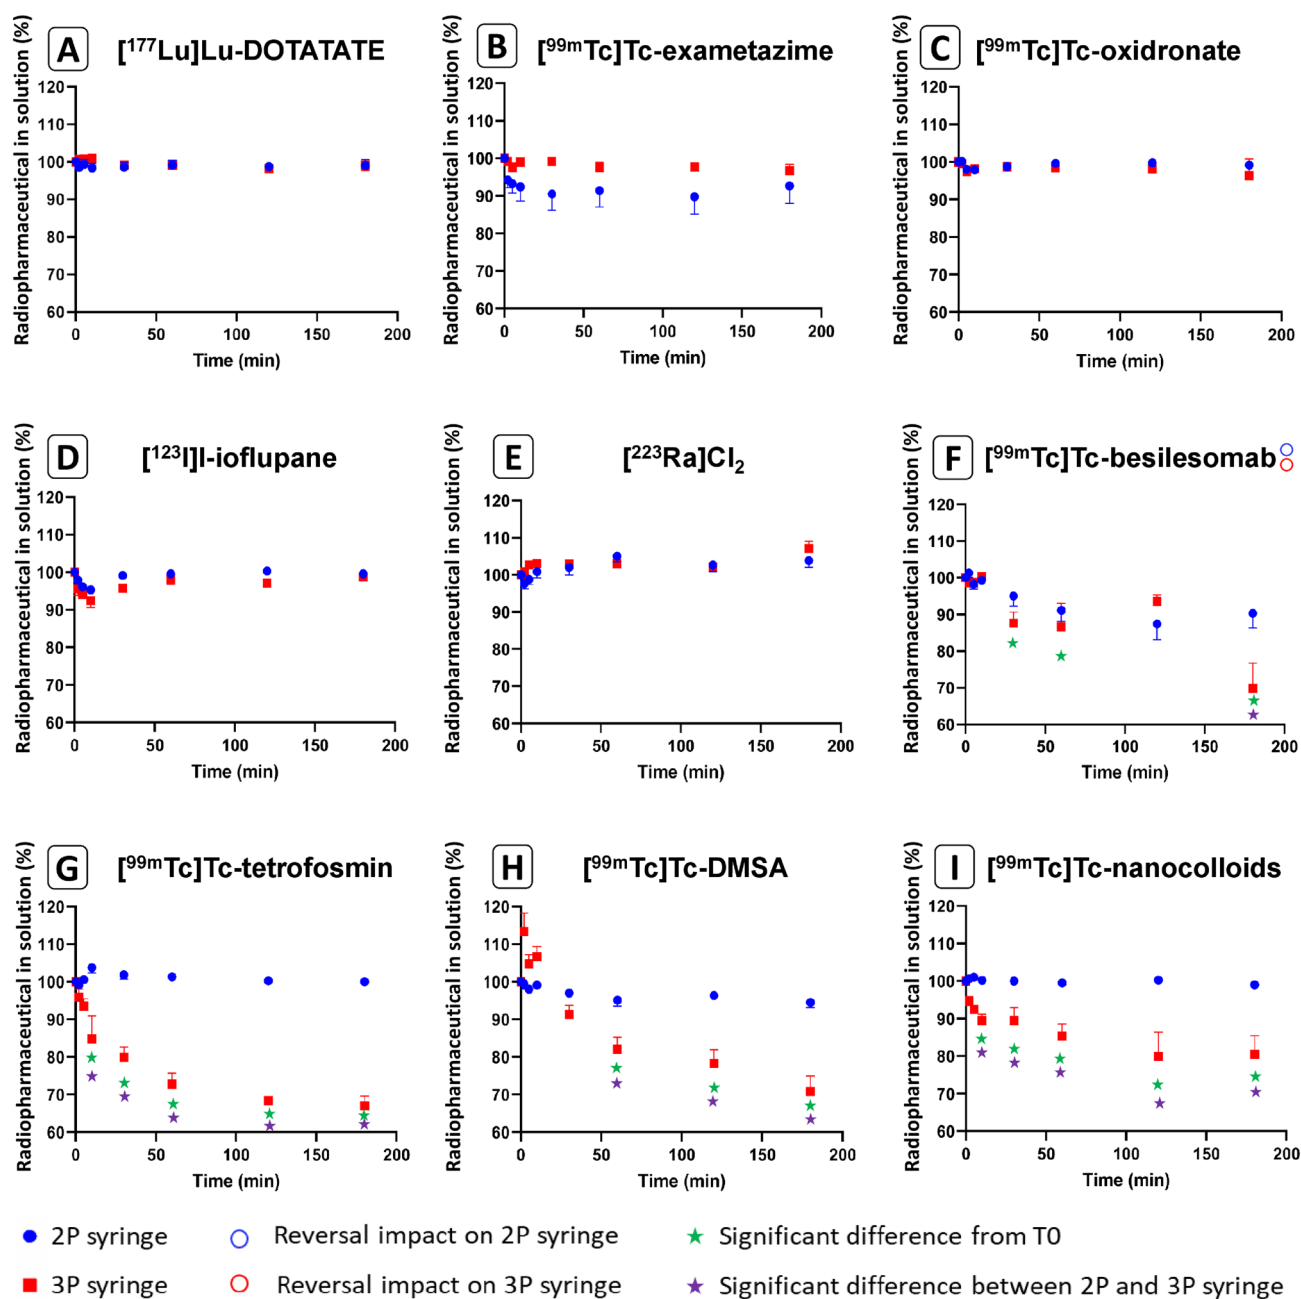 A [¹⁷⁷Lu]Lu-DOTATATE
Radiopharmaceutical in solution (%)
120
110
100
90
80
70
60
0 50 100 150 200
Time (min)
B [⁹⁹ᵐTc]Tc-exametazime
Radiopharmaceutical in solution (%)
120
110
100
90
80
70
60
0 50 100 150 200
Time (min)
C [⁹⁹ᵐTc]Tc-oxidronate
Radiopharmaceutical in solution (%)
120
110
100
90
80
70
60
0 50 100 150 200
Time (min)
D [¹²³I]I-ioflupane
Radiopharmaceutical in solution (%)
120
110
100
90
80
70
60
0 50 100 150 200
Time (min)
E [²²³Ra]Cl₂
Radiopharmaceutical in solution (%)
120
110
100
90
80
70
60
0 50 100 150 200
Time (min)
F [⁹⁹ᵐTc]Tc-besilesomab
Radiopharmaceutical in solution (%)
120
110
100
90
80
70
60
0 50 100 150 200
Time (min)
G [⁹⁹ᵐTc]Tc-tetrofosmin
Radiopharmaceutical in solution (%)
120
110
100
90
80
70
60
0 50 100 150 200
Time (min)
H [⁹⁹ᵐTc]Tc-DMSA
Radiopharmaceutical in solution (%)
120
110
100
90
80
70
60
0 50 100 150 200
Time (min)
I [⁹⁹ᵐTc]Tc-nanocolloids
Radiopharmaceutical in solution (%)
120
110
100
90
80
70
60
0 50 100 150 200
Time (min)
2P syringe
Reversal impact on 2P syringe
Significant difference from T0
3P syringe
Reversal impact on 3P syringe
Significant difference between 2P and 3P syringe